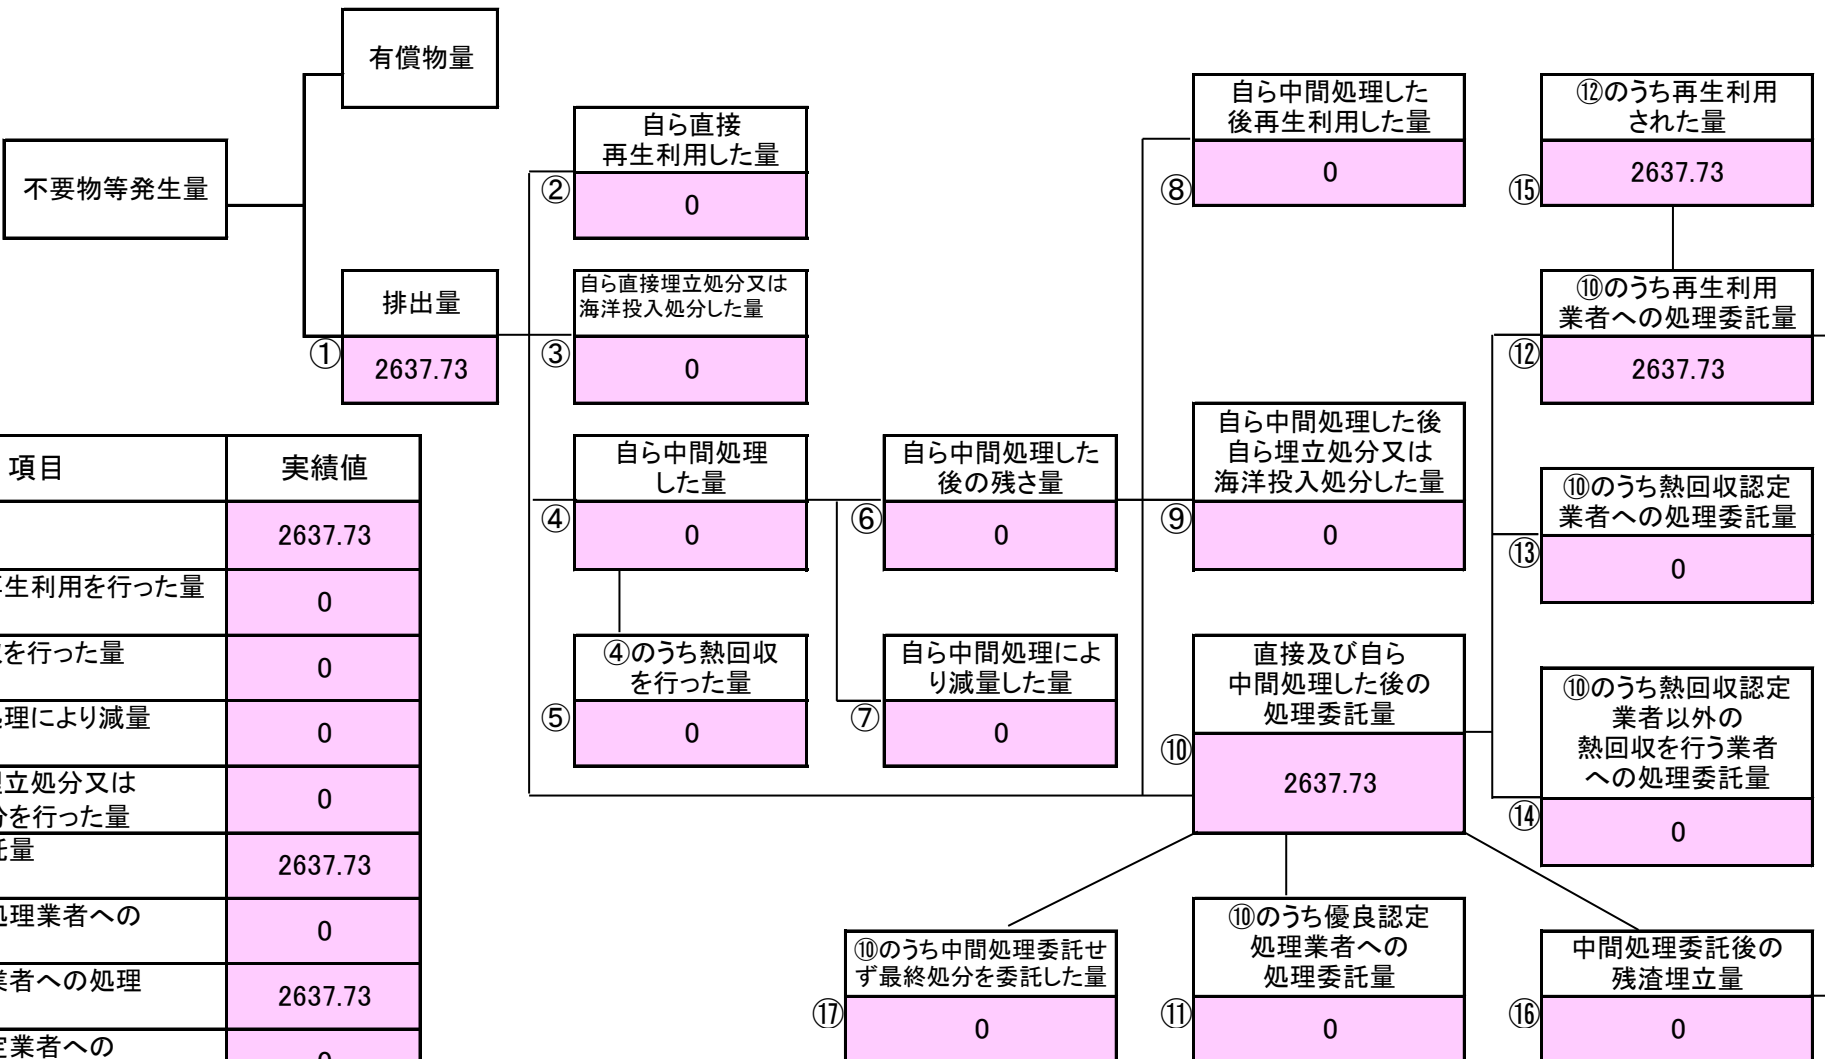 有償物量
不要物等発生量
排出量
①
2637.73
自ら直接
再生利用した量
②
0
自ら直接埋立処分又は
海洋投入処分した量
③
0
自ら中間処理
した量
④
0
④のうち熱回収
を行った量
⑤
0
自ら中間処理した
後の残さ量
⑥
0
自ら中間処理によ
り減量した量
⑦
0
自ら中間処理した
後再生利用した量
⑧
0
自ら中間処理した後
自ら埋立処分又は
海洋投入処分した量
⑨
0
直接及び自ら
中間処理した後の
処理委託量
⑩
2637.73
⑫のうち再生利用
された量
⑮
2637.73
⑩のうち再生利用
業者への処理委託量
⑫
2637.73
⑩のうち熱回収認定
業者への処理委託量
⑬
0
⑩のうち熱回収認定
業者以外の
熱回収を行う業者
への処理委託量
⑭
0
⑩のうち中間処理委託せ
ず最終処分を委託した量
⑰
0
⑩のうち優良認定
処理業者への
処理委託量
⑪
0
中間処理委託後の
残渣埋立量
⑯
0
項目
実績値
2637.73
生利用を行った量
0
を行った量
0
理により減量
0
立処分又は
を行った量
0
量
2637.73
処理業者への
0
業者への処理
2637.73
業者への
0